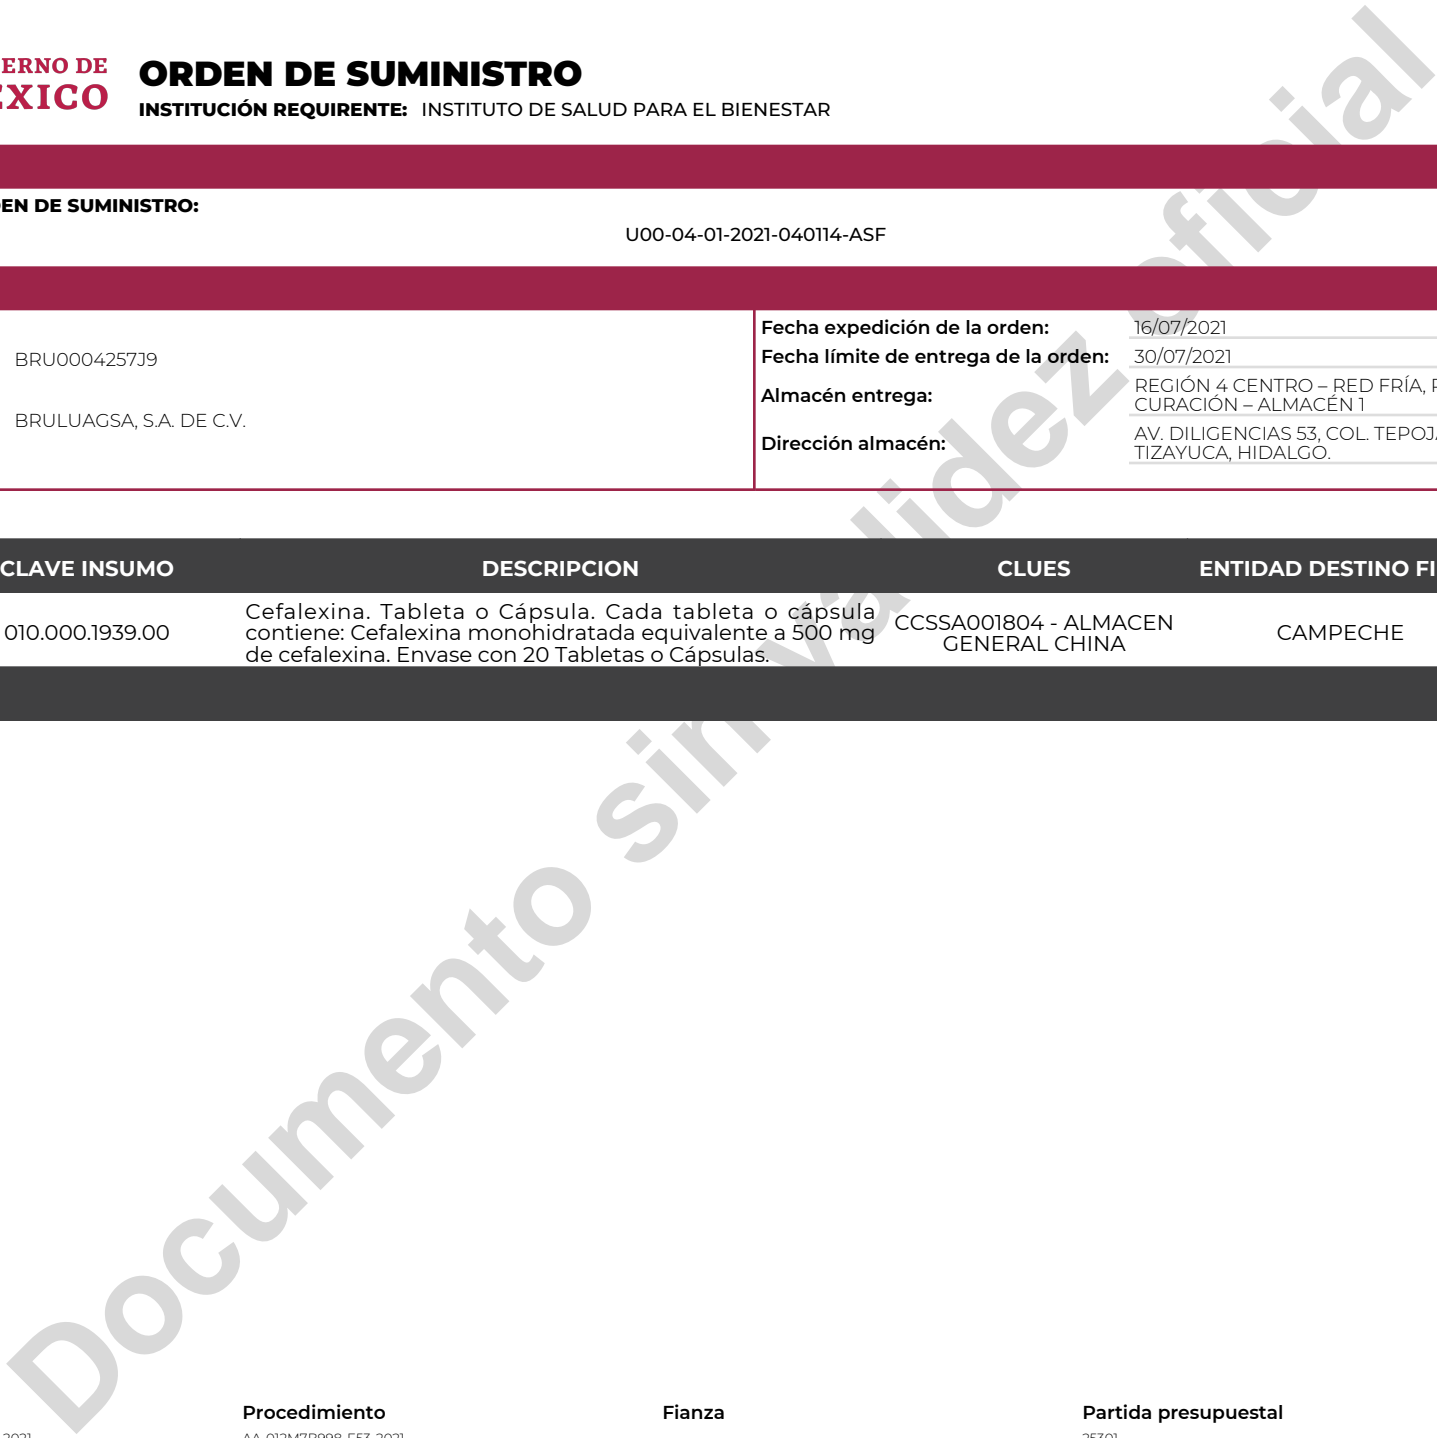 ERNO DE
ÉXICO
ORDEN DE SUMINISTRO
INSTITUCIÓN REQUIRENTE: INSTITUTO DE SALUD PARA EL BIENESTAR
EN DE SUMINISTRO:
U00-04-01-2021-040114-ASF
BRU0004257J9
BRULUAGSA, S.A. DE C.V.
Fecha expedición de la orden: 16/07/2021
Fecha límite de entrega de la orden: 30/07/2021
Almacén entrega: REGIÓN 4 CENTRO – RED FRÍA,
CURACIÓN – ALMACÉN 1
Dirección almacén: AV. DILIGENCIAS 53, COL. TEPOJ
TIZAYUCA, HIDALGO.
CLAVE INSUMO DESCRIPCION CLUES ENTIDAD DESTINO FI
010.000.1939.00
Cefalexina. Tableta o Cápsula. Cada tableta o cápsula
contiene: Cefalexina monohidratada equivalente a 500 mg
de cefalexina. Envase con 20 Tabletas o Cápsulas.
CCSSA001804 - ALMACEN
GENERAL CHINA
CAMPECHE
Documento sin validez oficial
Procedimiento Fianza Partida presupuestal